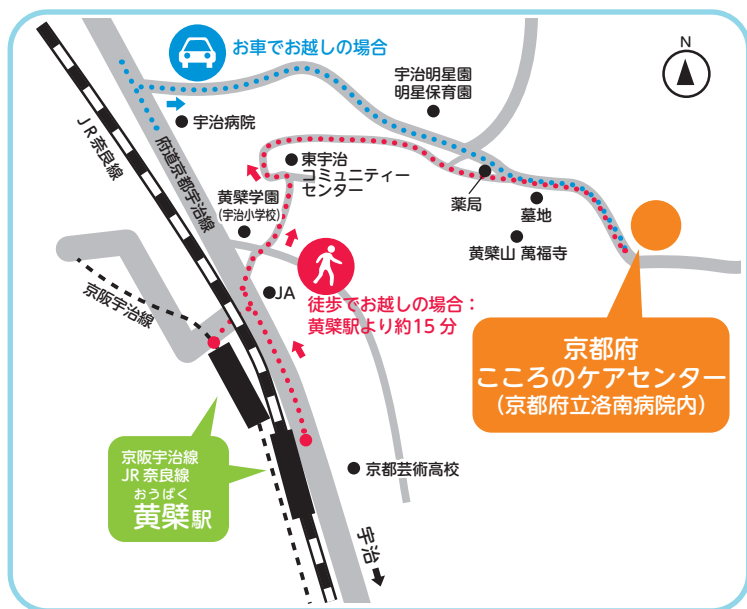 お車でお越しの場合
N
宇治明星園
明星保育園
宇治病院
JR奈良線
府道京都宇治線
東宇治
コミュニティー
センター
黄檗学園
(宇治小学校)
薬局
墓地
黄檗山 萬福寺
京阪宇治線
JA
徒歩でお越しの場合：
黄檗駅より約15分
京都府
こころのケアセンター
(京都府立洛南病院内)
京阪宇治線
JR奈良線
おうばく
黄檗駅
京都芸術高校
宇治